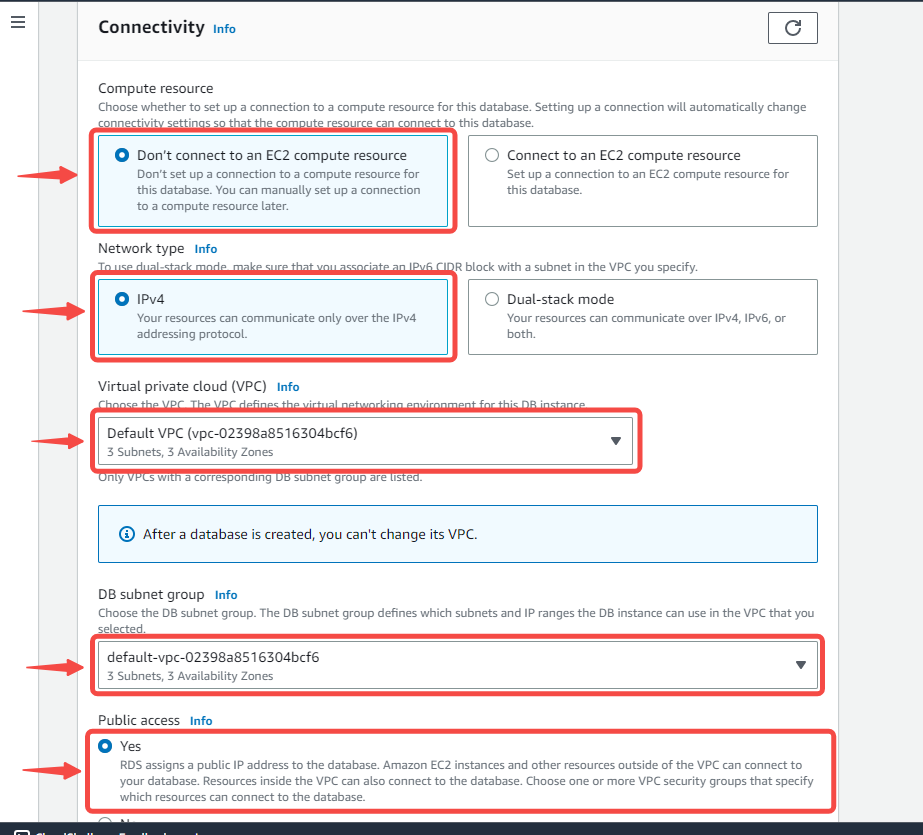 Connectivity Info
Compute resource
Choose whether to set up a connection to a compute resource for this database. Setting up a connection will automatically change
connectivity settings so that the compute resource can connect to this database.
Don't connect to an EC2 compute resource
Don't set up a connection to a compute resource for
this database. You can manually set up a connection
to a compute resource later.
Connect to an EC2 compute resource
Set up a connection to an EC2 compute resource for
this database.
Network type Info
To use dual-stack mode, make sure that you associate an IPv6 CIDR block with a subnet in the VPC you specify.
IPv4
Your resources can communicate only over the IPv4
addressing protocol.
Dual-stack mode
Your resources can communicate over IPv4, IPv6, or
both.
Virtual private cloud (VPC) Info
Choose the VPC. The VPC defines the virtual networking environment for this DB instance.
Default VPC (vpc-02398a8516304bcf6)
3 Subnets, 3 Availability Zones
Only VPCs with a corresponding DB subnet group are listed.
After a database is created, you can't change its VPC.
DB subnet group Info
Choose the DB subnet group. The DB subnet group defines which subnets and IP ranges the DB instance can use in the VPC that you
selected.
default-vpc-02398a8516304bcf6
3 Subnets, 3 Availability Zones
Public access Info
Yes
RDS assigns a public IP address to the database. Amazon EC2 instances and other resources outside of the VPC can connect to
your database. Resources inside the VPC can also connect to the database. Choose one or more VPC security groups that specify
which resources can connect to the database.
No